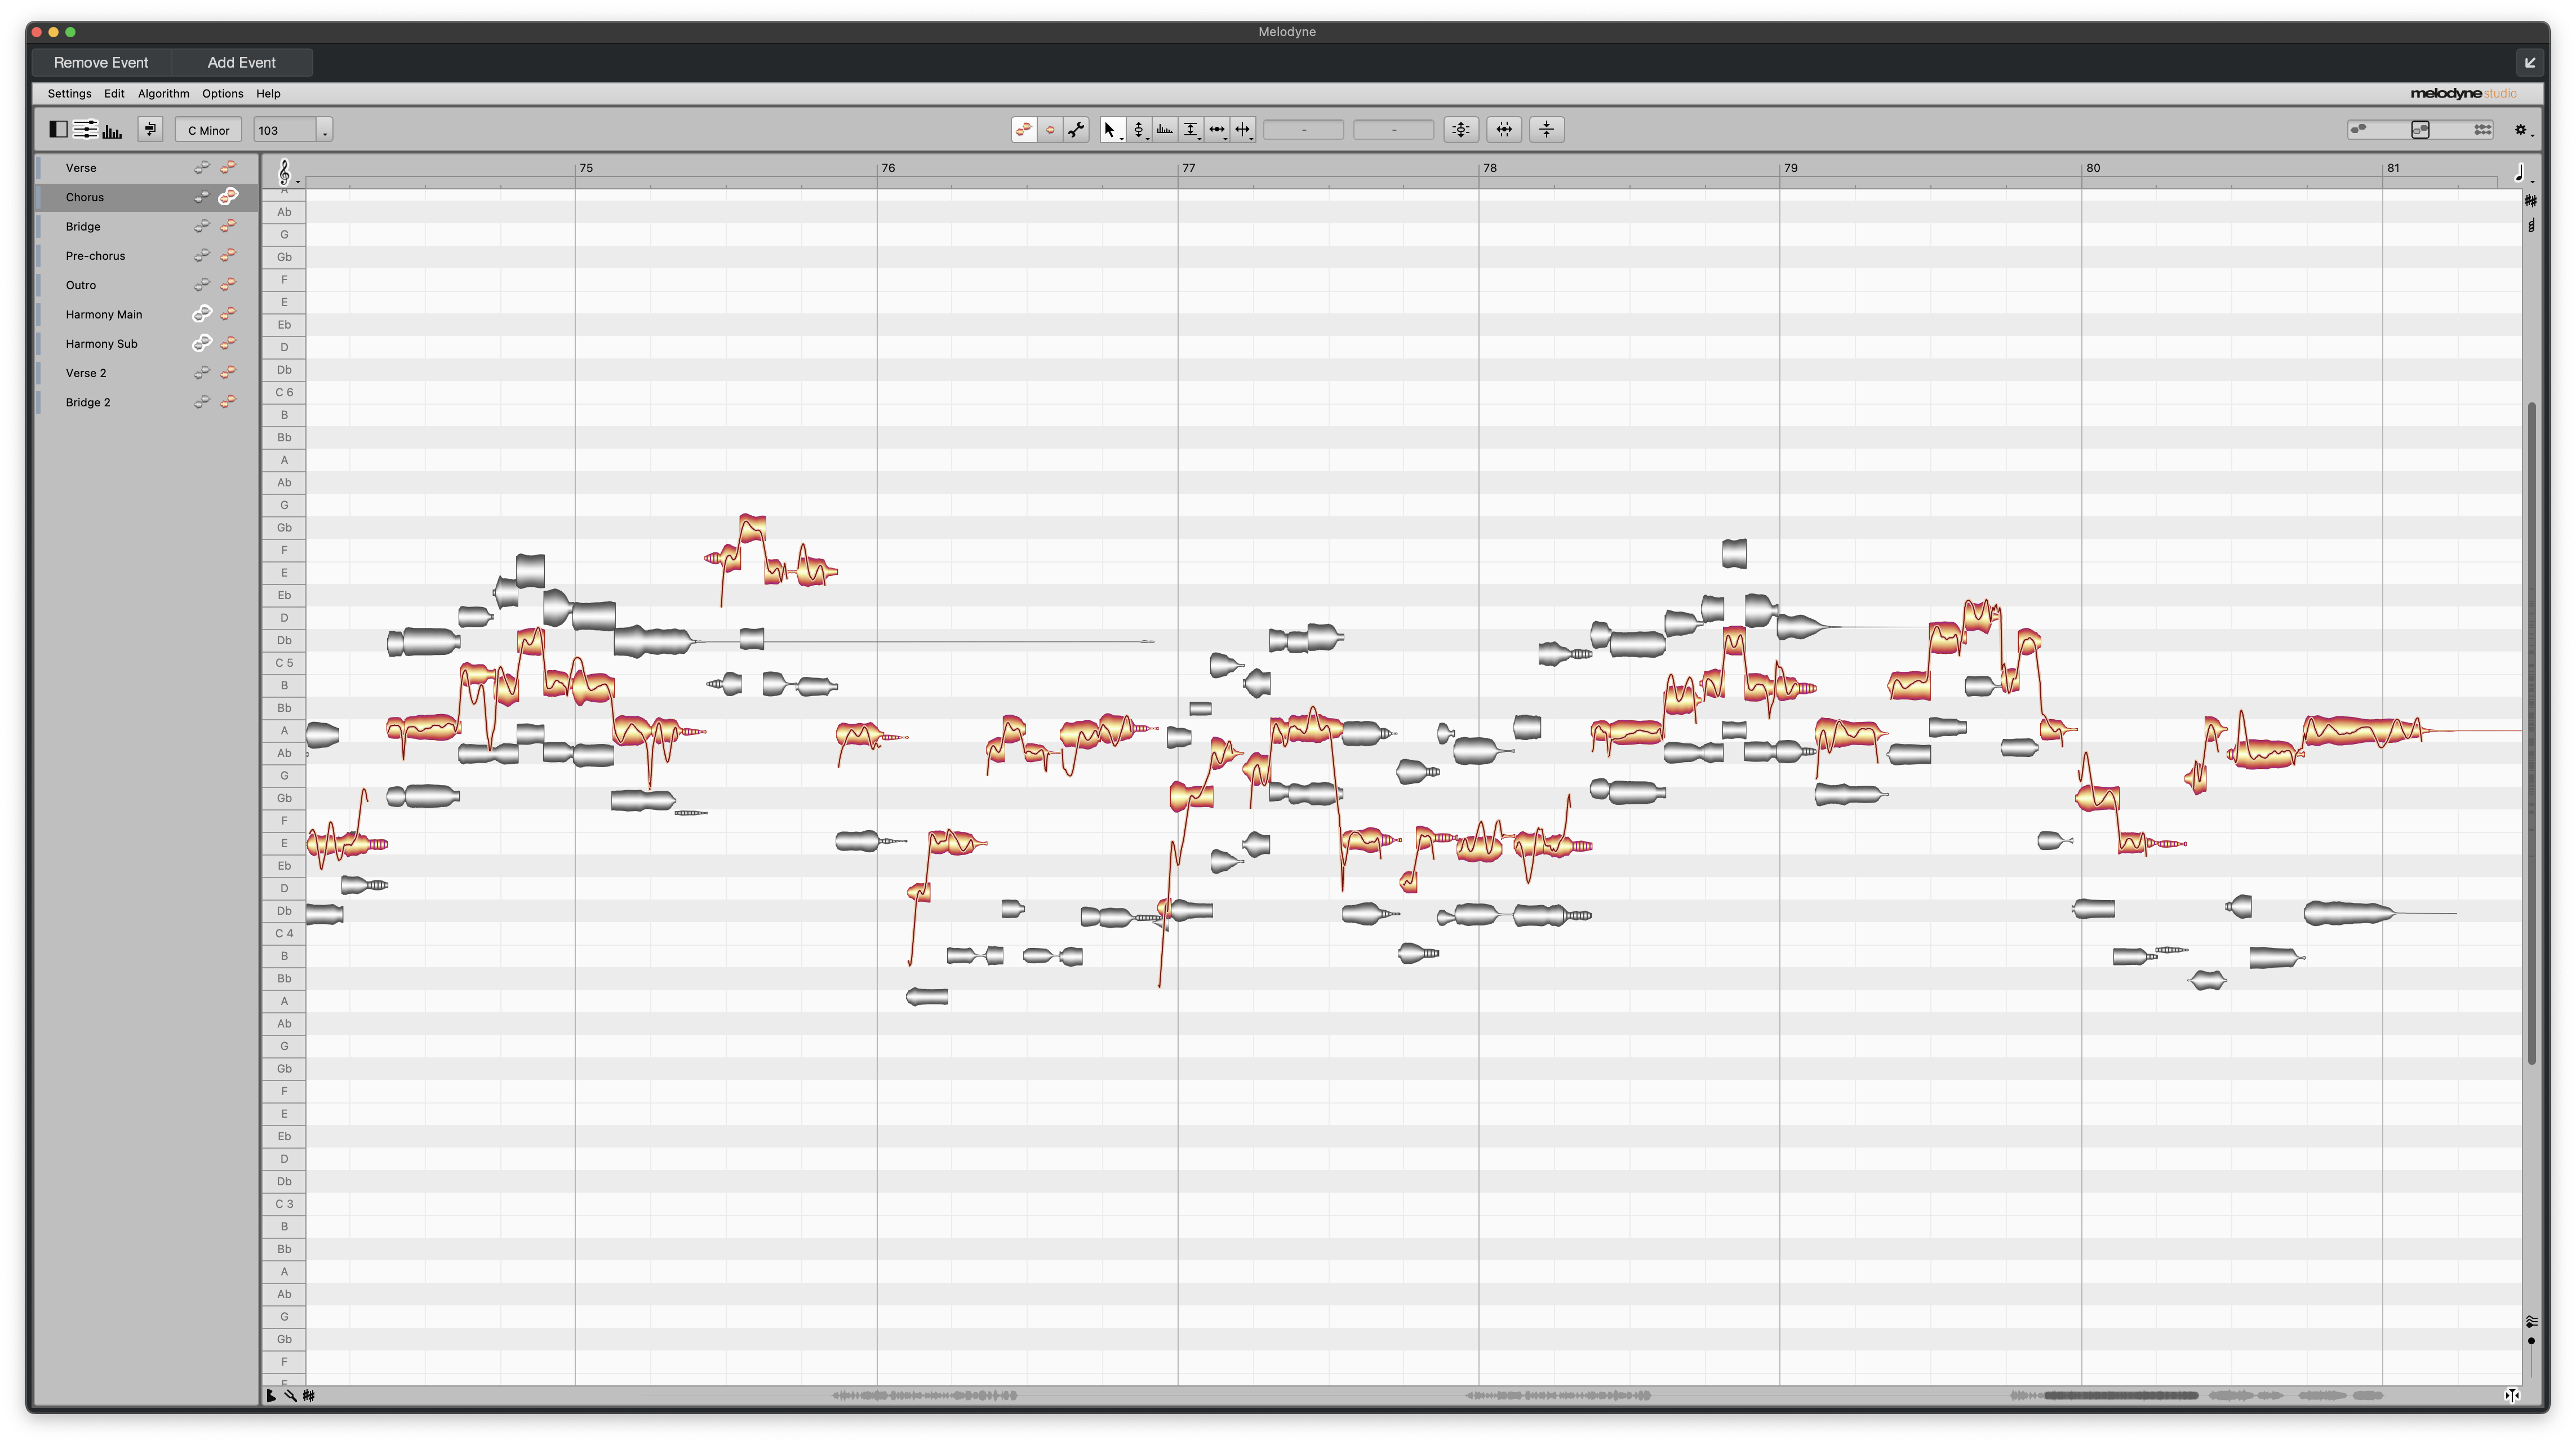 Melodyne
Remove Event Add Event
Settings Edit Algorithm Options Help melodyne studio
C Minor 103 - -
Verse
Chorus
Bridge
Pre-chorus
Outro
Harmony Main
Harmony Sub
Verse 2
Bridge 2
75 76 77 78 79 80 81
A
Ab
G
Gb
F
E
Eb
D
Db
C 6
B
Bb
A
Ab
G
Gb
F
E
Eb
D
Db
C 5
B
Bb
A
Ab
G
Gb
F
E
Eb
D
Db
C 4
B
Bb
A
Ab
G
Gb
F
E
Eb
D
Db
C 3
B
Bb
A
Ab
G
Gb
F
E